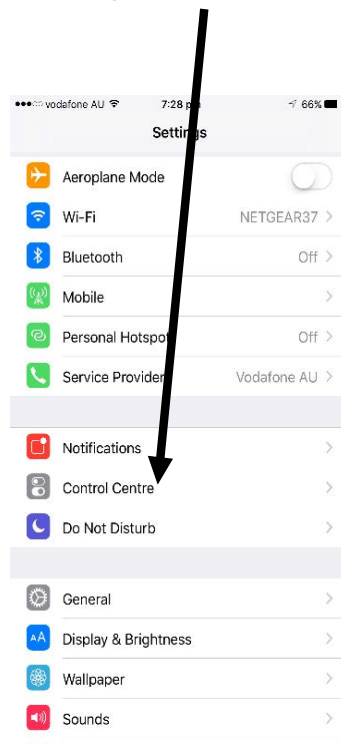 vodafone AU 7:28 p 66%
Settings
Aeroplane Mode
Wi-Fi NETGEAR37
Bluetooth Off
Mobile
Personal Hotspot Off
Service Provider Vodafone AU
Notifications
Control Centre
Do Not Disturb
General
AA Display & Brightness
Wallpaper
Sounds